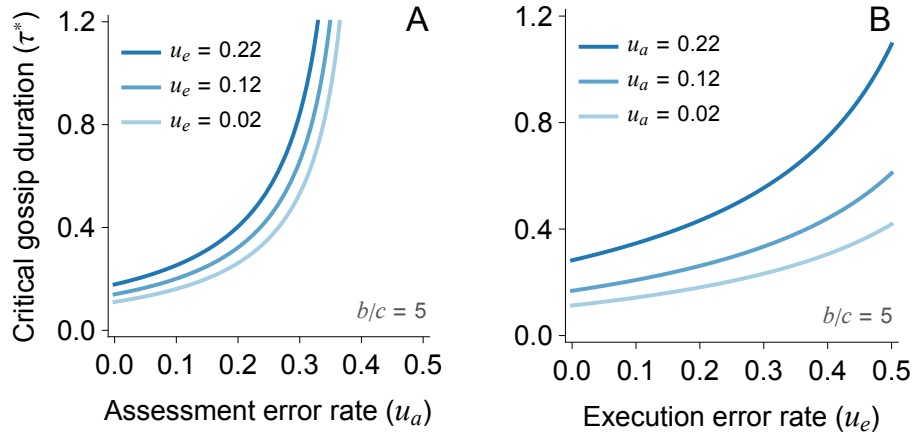 A
Critical gossip duration (τ*)
1.2
0.8
0.4
0.0
u_e = 0.22
u_e = 0.12
u_e = 0.02
b/c = 5
0.0 0.1 0.2 0.3 0.4 0.5
Assessment error rate (u_a)
B
1.2
0.8
0.4
0.0
u_a = 0.22
u_a = 0.12
u_a = 0.02
b/c = 5
0.0 0.1 0.2 0.3 0.4 0.5
Execution error rate (u_e)